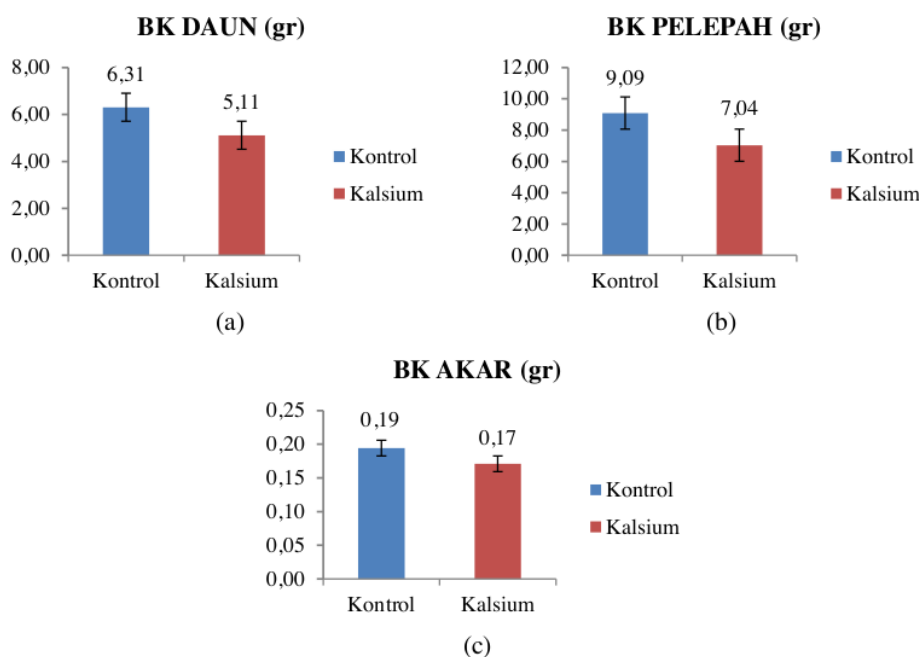 BK DAUN (gr)
8,00
6,00
4,00
2,00
0,00
6,31
5,11
Kontrol
Kalsium
Kontrol
Kalsium
(a)
BK PELEPAH (gr)
12,00
10,00
8,00
6,00
4,00
2,00
0,00
9,09
7,04
Kontrol
Kalsium
Kontrol
Kalsium
(b)
BK AKAR (gr)
0,25
0,20
0,15
0,10
0,05
0,00
0,19
0,17
Kontrol
Kalsium
Kontrol
Kalsium
(c)